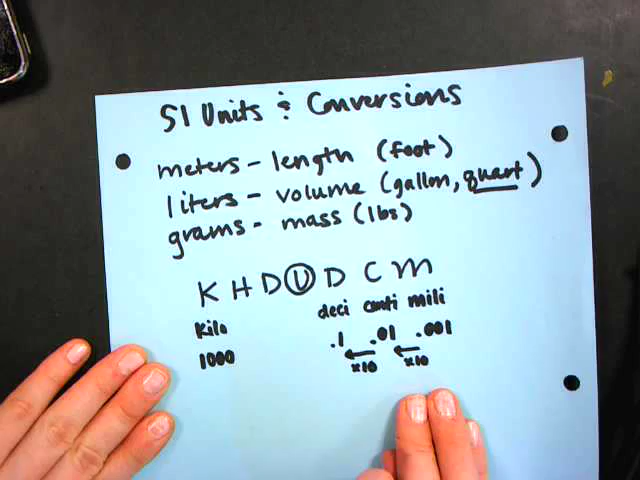 SI Units & Conversions
meters - length (foot)
liters - volume (gallon, quart)
grams - mass (lbs)
K H D U D C M
deci centi mili
Kilo .1 .01 .001
1000 x10 x10